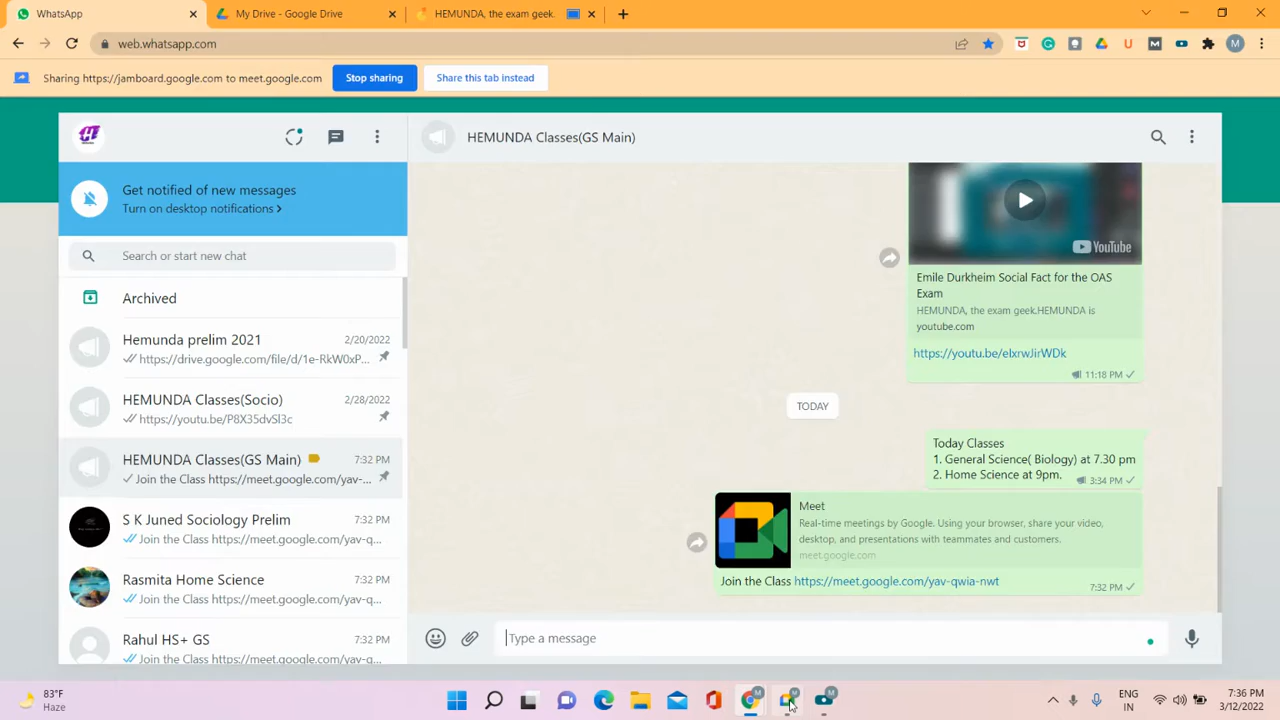 WhatsApp
My Drive - Google Drive
HEMUNDA, the exam geek.
web.whatsapp.com
Sharing https://jamboard.google.com to meet.google.com
Stop sharing
Share this tab instead
HEMUNDA Classes(GS Main)
Get notified of new messages
Turn on desktop notifications >
Search or start new chat
Archived
Hemunda prelim 2021
2/20/2022
https://drive.google.com/file/d/1e-RkW0xP...
HEMUNDA Classes(Socio)
2/28/2022
https://youtu.be/P8X35dvSl3c
HEMUNDA Classes(GS Main)
7:32 PM
Join the Class https://meet.google.com/yav-...
S K Juned Sociology Prelim
7:32 PM
Join the Class https://meet.google.com/yav-q...
Rasmita Home Science
7:32 PM
Join the Class https://meet.google.com/yav-q...
Rahul HS+ GS
7:32 PM
Join the Class https://meet.google.com/yav-q...
YouTube
Emile Durkheim Social Fact for the OAS
Exam
HEMUNDA, the exam geek.HEMUNDA is
youtube.com
https://youtu.be/eIxrwJirWDk
11:18 PM
TODAY
Today Classes
1. General Science( Biology) at 7.30 pm
2. Home Science at 9pm.
3:34 PM
Meet
Real-time meetings by Google. Using your browser, share your video,
desktop, and presentations with teammates and customers.
meet.google.com
Join the Class https://meet.google.com/yav-qwia-nwt
7:32 PM
Type a message
83°F
Haze
ENG
IN
7:36 PM
3/12/2022